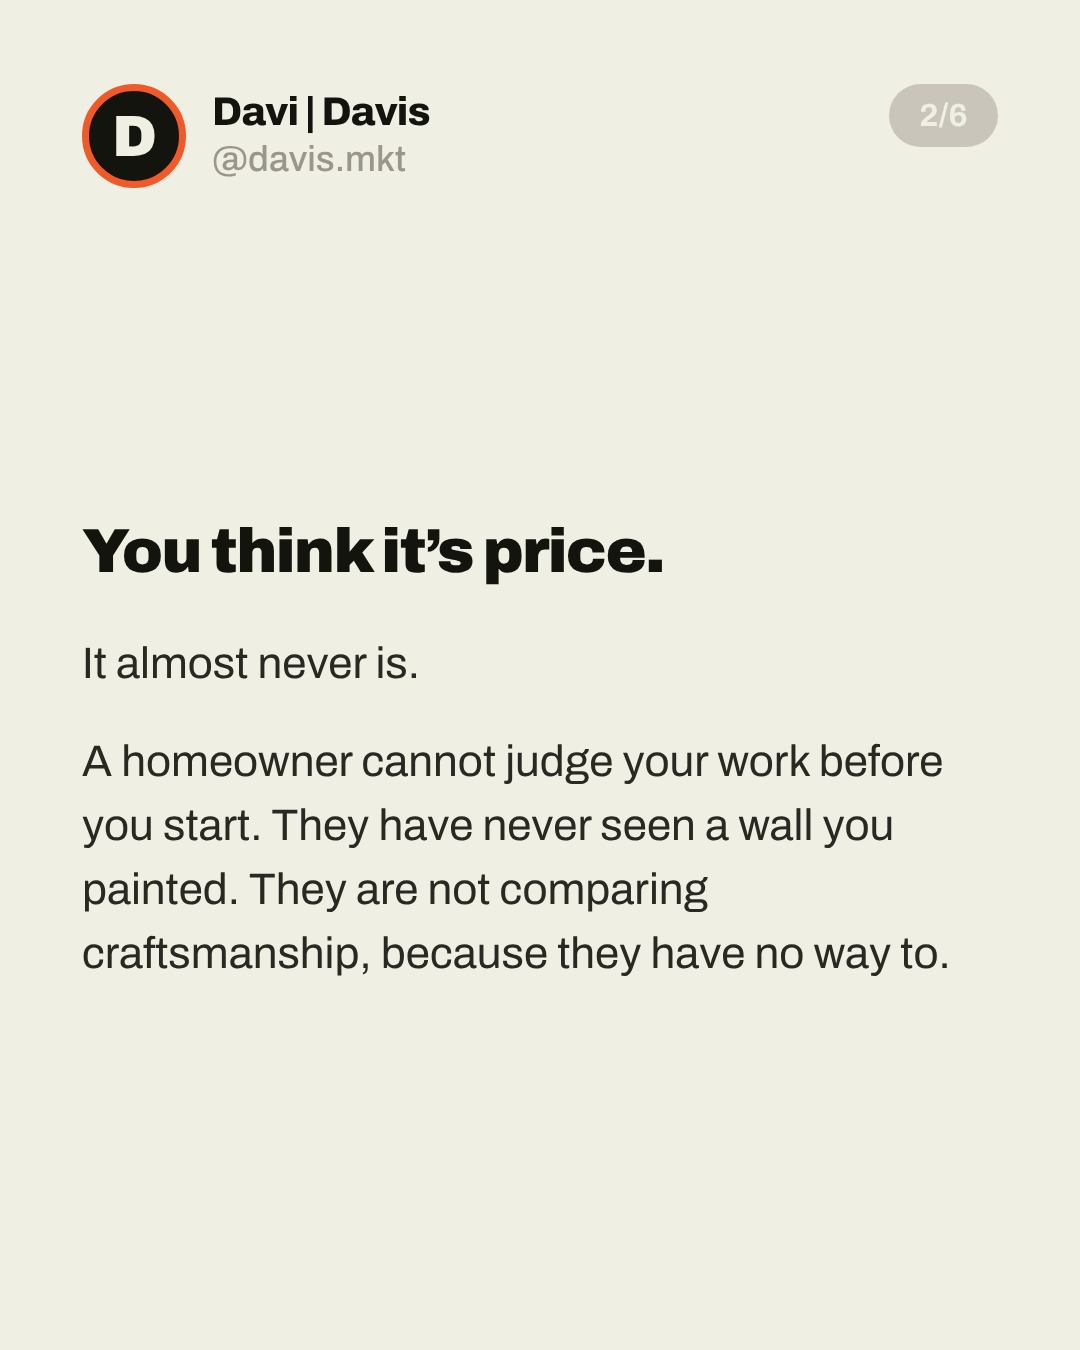 D
Davi | Davis
@davis.mkt
2/6
You think it’s price.
It almost never is.
A homeowner cannot judge your work before
you start. They have never seen a wall you
painted. They are not comparing
craftsmanship, because they have no way to.